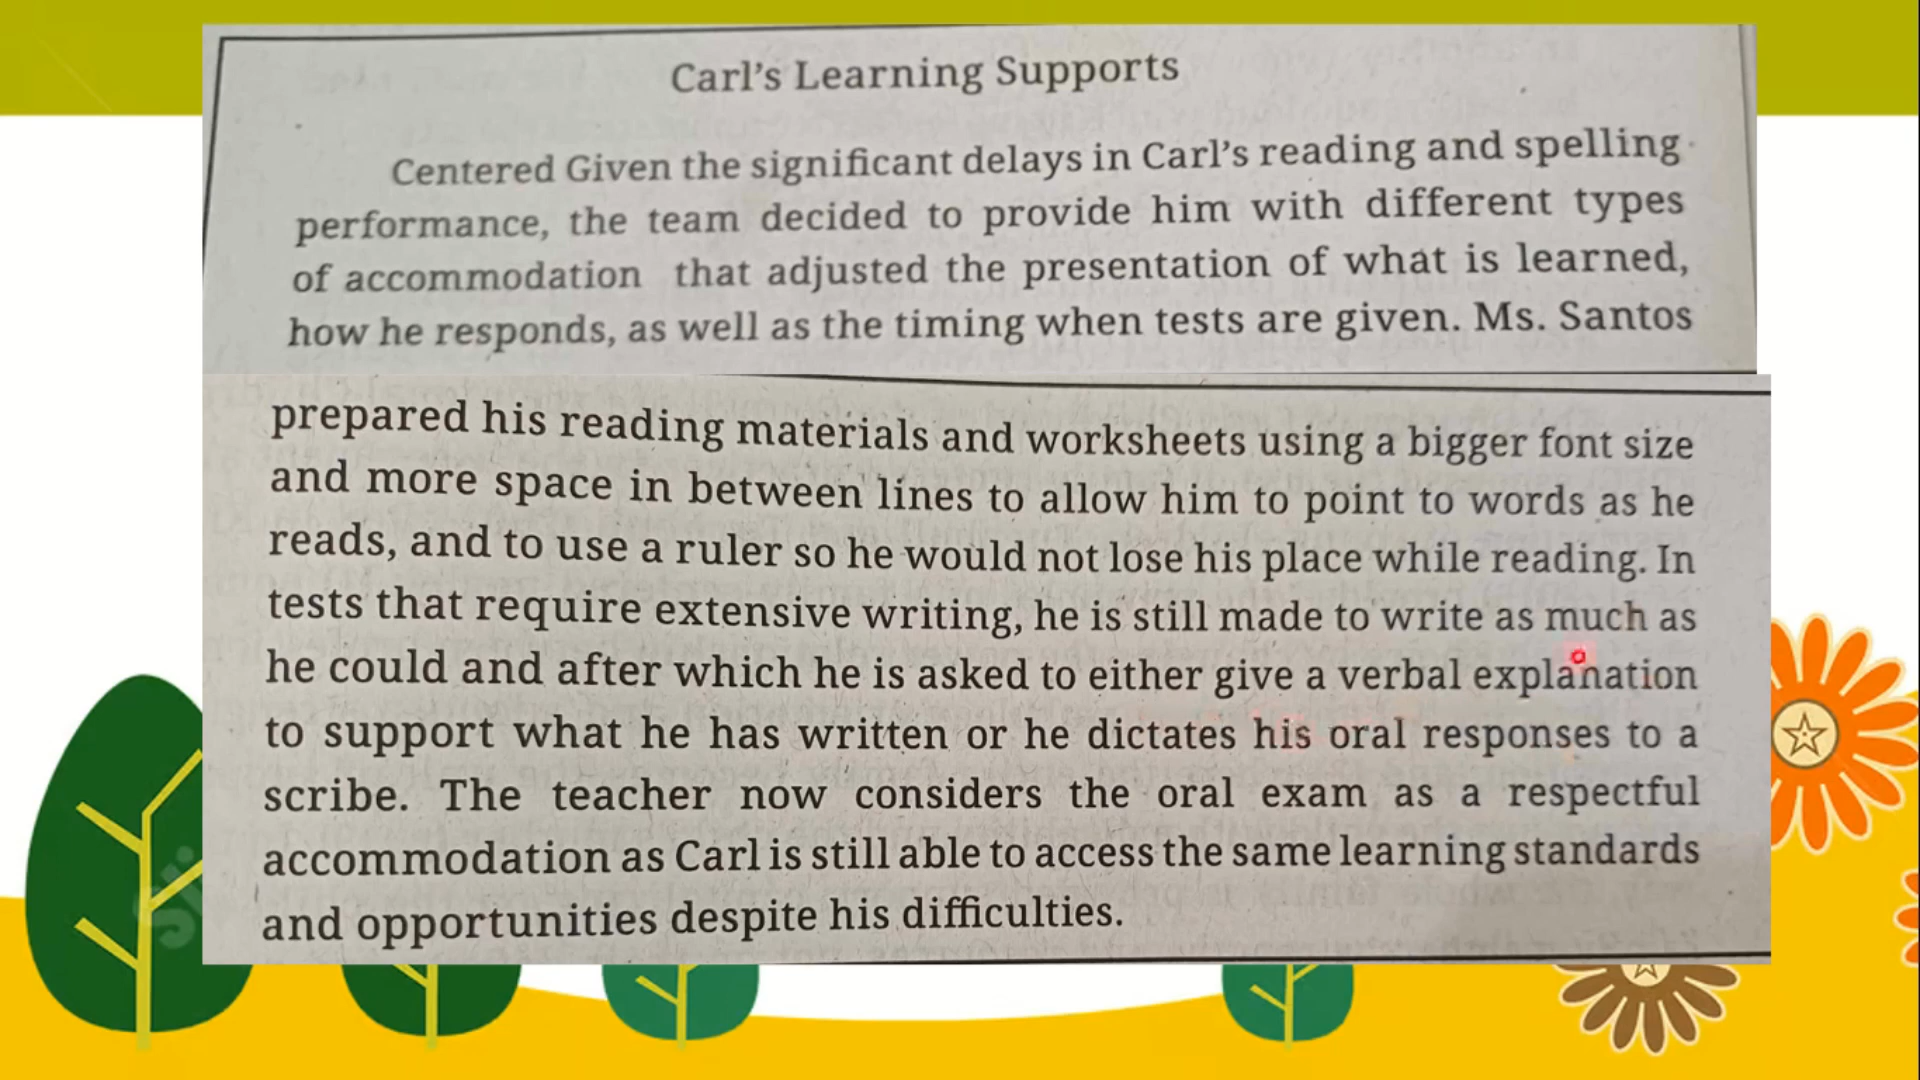 Carl's Learning Supports
Centered Given the significant delays in Carl's reading and spelling
performance, the team decided to provide him with different types
of accommodation that adjusted the presentation of what is learned,
how he responds, as well as the timing when tests are given. Ms. Santos
prepared his reading materials and worksheets using a bigger font size
and more space in between lines to allow him to point to words as he
reads, and to use a ruler so he would not lose his place while reading. In
tests that require extensive writing, he is still made to write as much as
he could and after which he is asked to either give a verbal explanation
to support what he has written or he dictates his oral responses to a
scribe. The teacher now considers the oral exam as a respectful
accommodation as Carl is still able to access the same learning standards
and opportunities despite his difficulties.